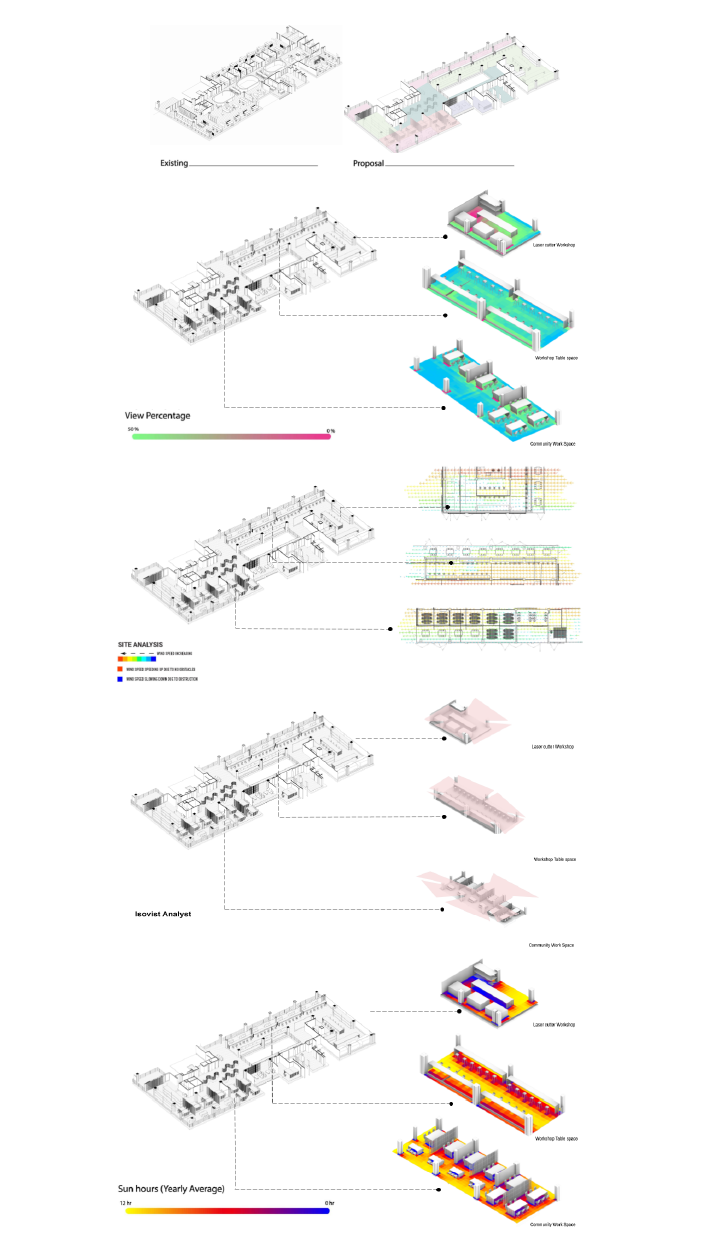 Existing
Proposal
Laser cutter Workshop
Workshop Table space
Community Work Space
View Percentage
50 %
0 %
SITE ANALYSIS
WIND SPEED INCREASING
WIND SPEED SPEEDING UP DUE TO NO OBSTACLES
WIND SPEED SLOWING DOWN DUE TO OBSTRUCTION
Laser cutter Workshop
Workshop Table space
Isovist Analyst
Community Work Space
Laser cutter Workshop
Workshop Table space
Sun hours (Yearly Average)
12 hr
0 hr
Community Work Space